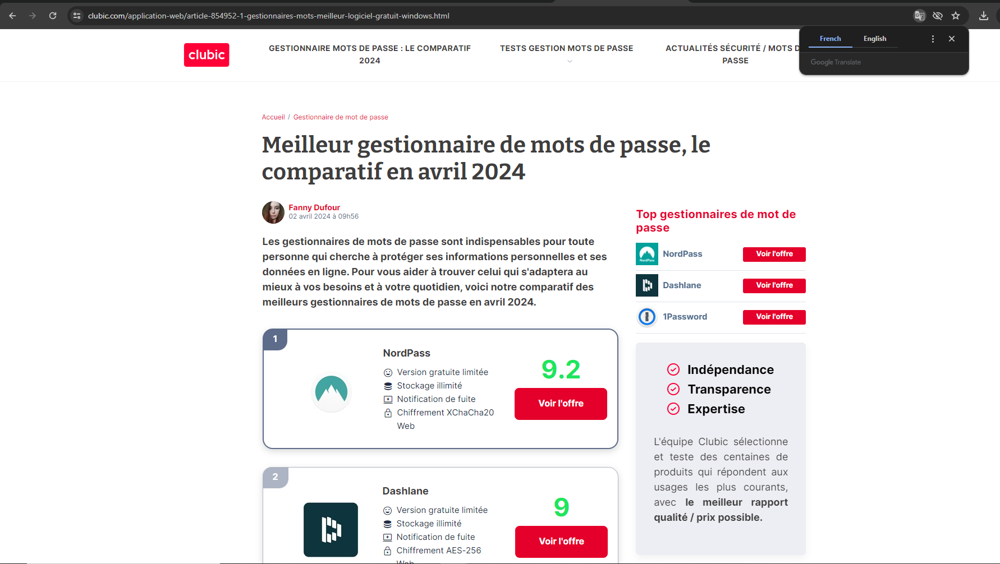 clubic.com/application-web/article-854952-1-gestionnaires-mots-meilleur-logiciel-gratuit-windows.html
French English
Google Translate
clubic
GESTIONNAIRE MOTS DE PASSE : LE COMPARATIF
2024
TESTS GESTION MOTS DE PASSE
ACTUALITÉS SÉCURITÉ / MOTS D
PASSE
Accueil / Gestionnaire de mot de passe
Meilleur gestionnaire de mots de passe, le
comparatif en avril 2024
Fanny Dufour
02 avril 2024 à 09h56
Les gestionnaires de mots de passe sont indispensables pour toute
personne qui cherche à protéger ses informations personnelles et ses
données en ligne. Pour vous aider à trouver celui qui s'adaptera au
mieux à vos besoins et à votre quotidien, voici notre comparatif des
meilleurs gestionnaires de mots de passe en avril 2024.
1
NordPass
Version gratuite limitée
Stockage illimité
Notification de fuite
Chiffrement XChaCha20
Web
9.2
Voir l'offre
2
Dashlane
Version gratuite limitée
Stockage illimité
Notification de fuite
Chiffrement AES-256
Web
9
Voir l'offre
Top gestionnaires de mot de
passe
NordPass
NordPass Voir l'offre
Dashlane Voir l'offre
1Password Voir l'offre
Indépendance
Transparence
Expertise
L'équipe Clubic sélectionne
et teste des centaines de
produits qui répondent aux
usages les plus courants,
avec le meilleur rapport
qualité / prix possible.